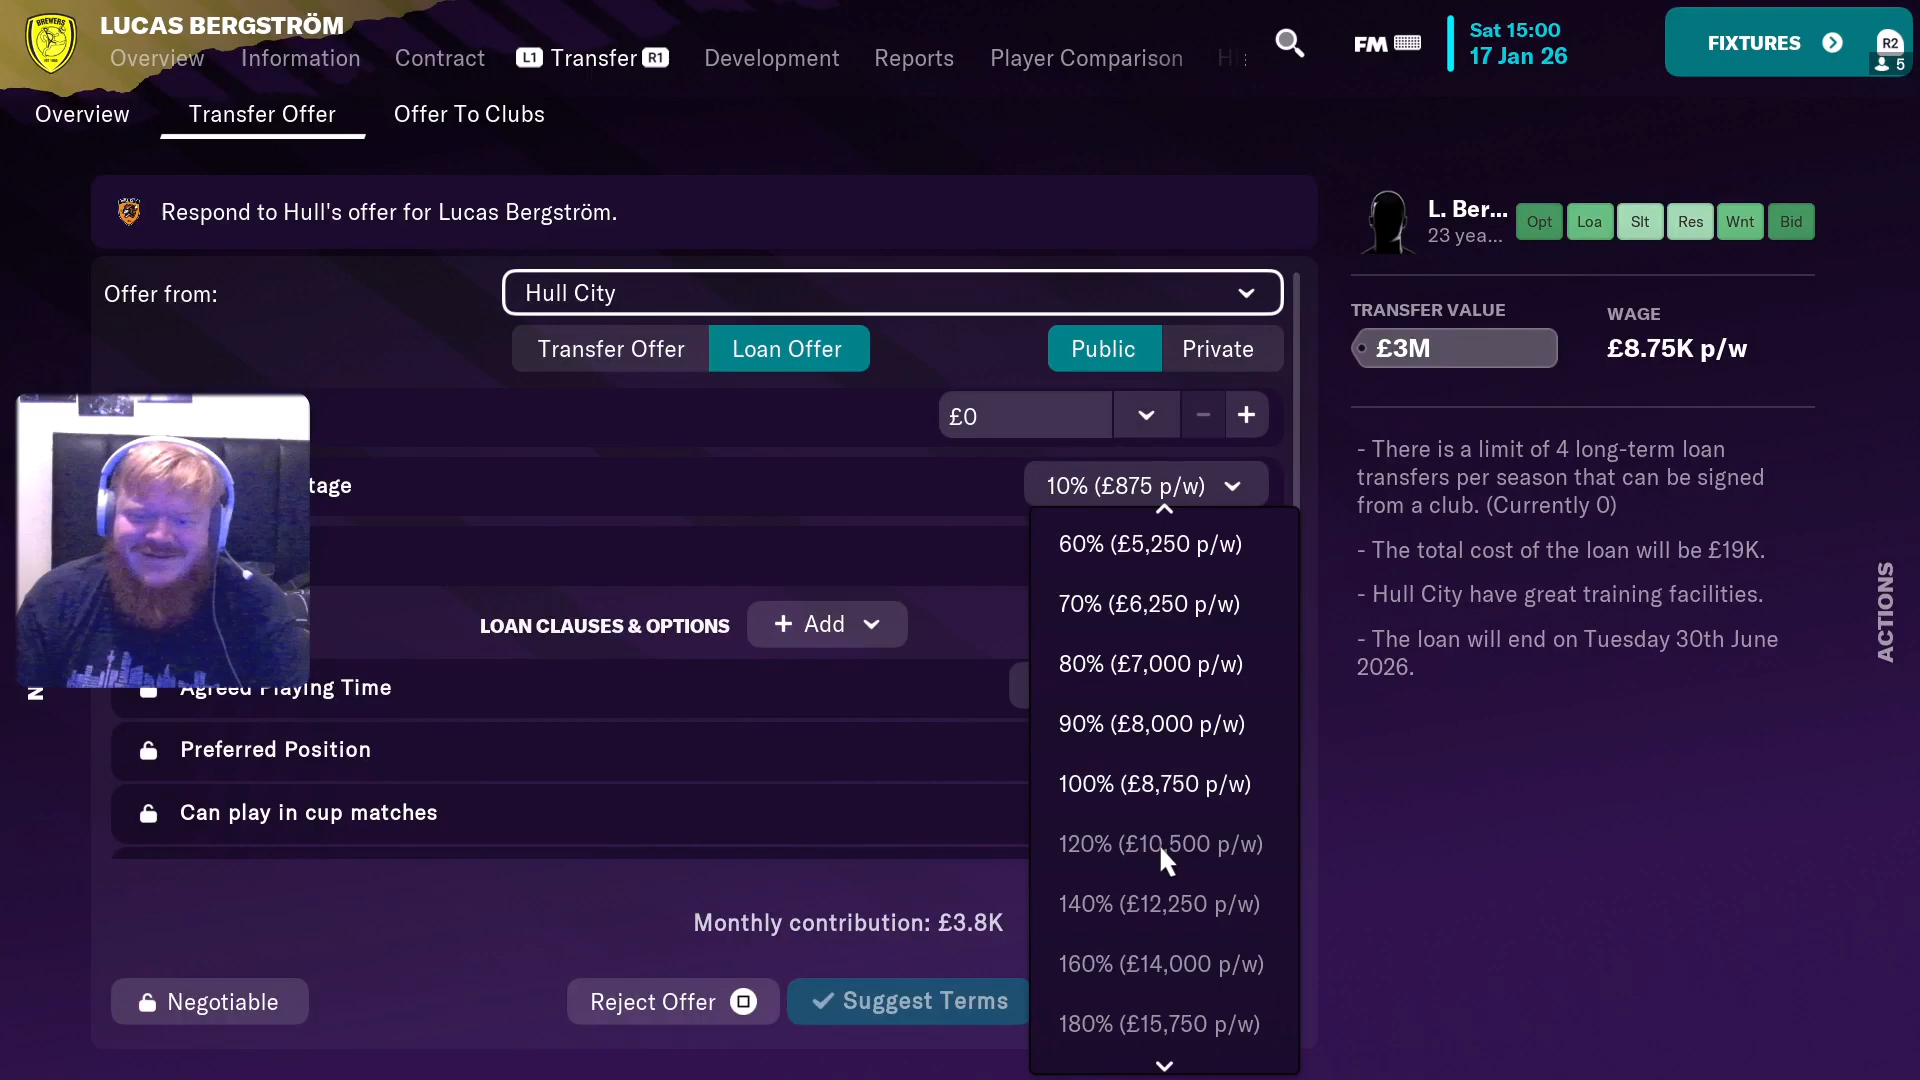 LUCAS BERGSTRÖM
Overview Information Contract L1 Transfer R1 Development Reports Player Comparison
FM
Sat 15:00
17 Jan 26
FIXTURES R2
5
Overview Transfer Offer Offer To Clubs
Respond to Hull's offer for Lucas Bergström.
Offer from: Hull City
Transfer Offer Loan Offer Public Private
£0
tage 10% (£875 p/w)
60% (£5,250 p/w)
70% (£6,250 p/w)
80% (£7,000 p/w)
90% (£8,000 p/w)
100% (£8,750 p/w)
120% (£10,500 p/w)
140% (£12,250 p/w)
160% (£14,000 p/w)
180% (£15,750 p/w)
LOAN CLAUSES & OPTIONS + Add
Agreed Playing Time
Preferred Position
Can play in cup matches
Monthly contribution: £3.8K
Negotiable Reject Offer Suggest Terms
L. Ber...
23 yea...
Opt Loa Slt Res Wnt Bid
TRANSFER VALUE WAGE
£3M £8.75K p/w
- There is a limit of 4 long-term loan
transfers per season that can be signed
from a club. (Currently 0)
- The total cost of the loan will be £19K.
- Hull City have great training facilities.
- The loan will end on Tuesday 30th June
2026.
ACTIONS